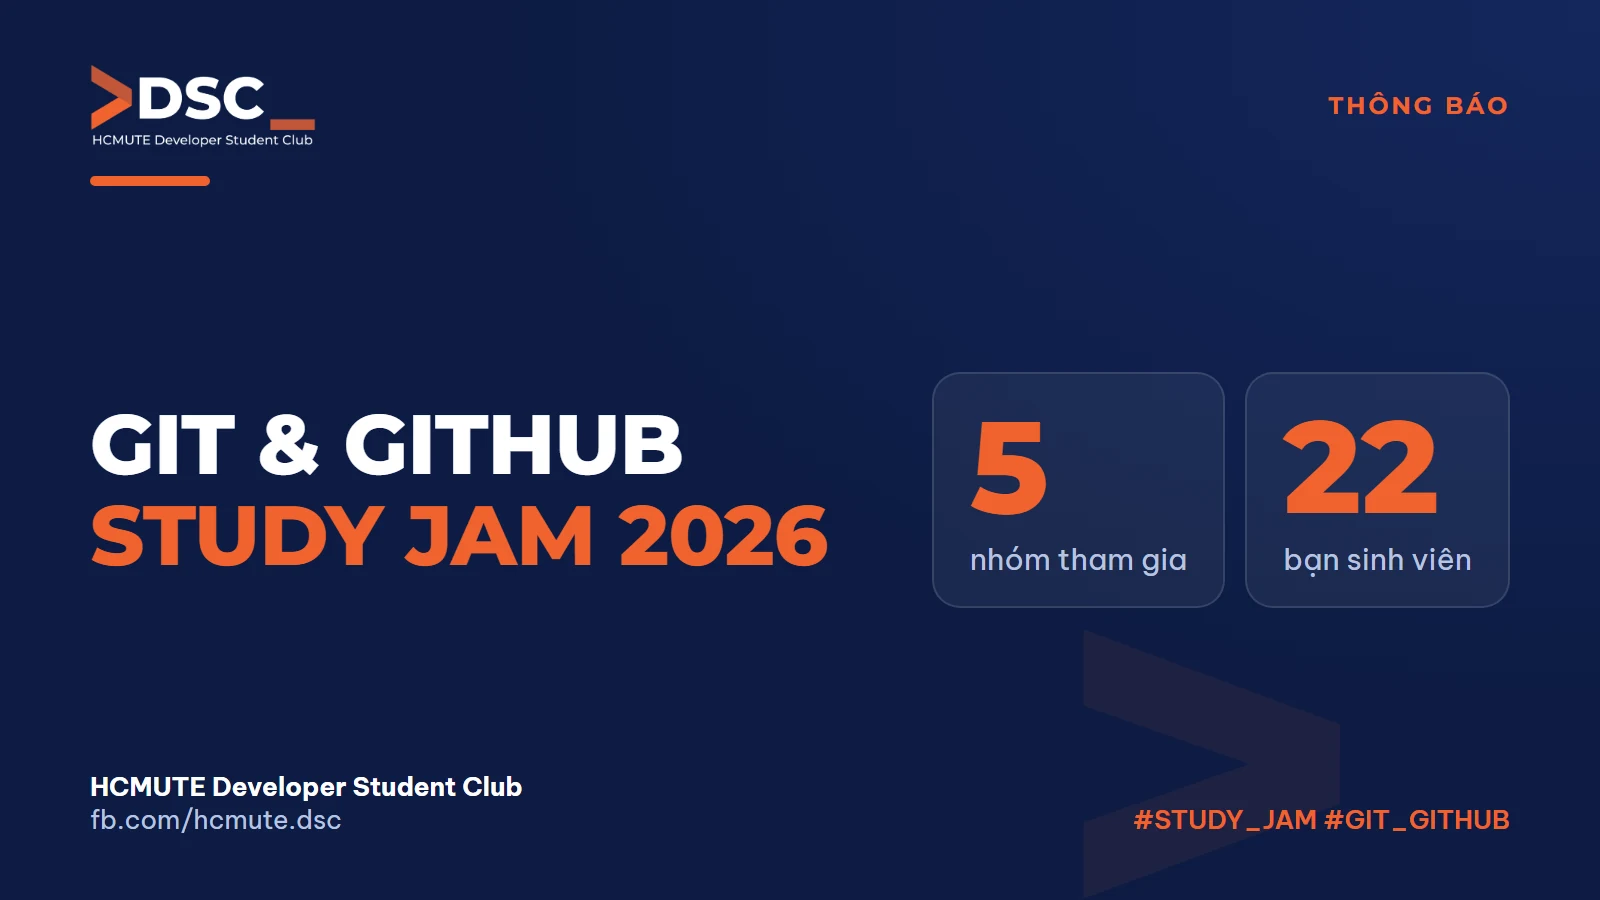 >DSC_
HCMUTE Developer Student Club
THÔNG BÁO
GIT & GITHUB
STUDY JAM 2026
5
nhóm tham gia
22
bạn sinh viên
HCMUTE Developer Student Club
fb.com/hcmute.dsc
#STUDY_JAM #GIT_GITHUB